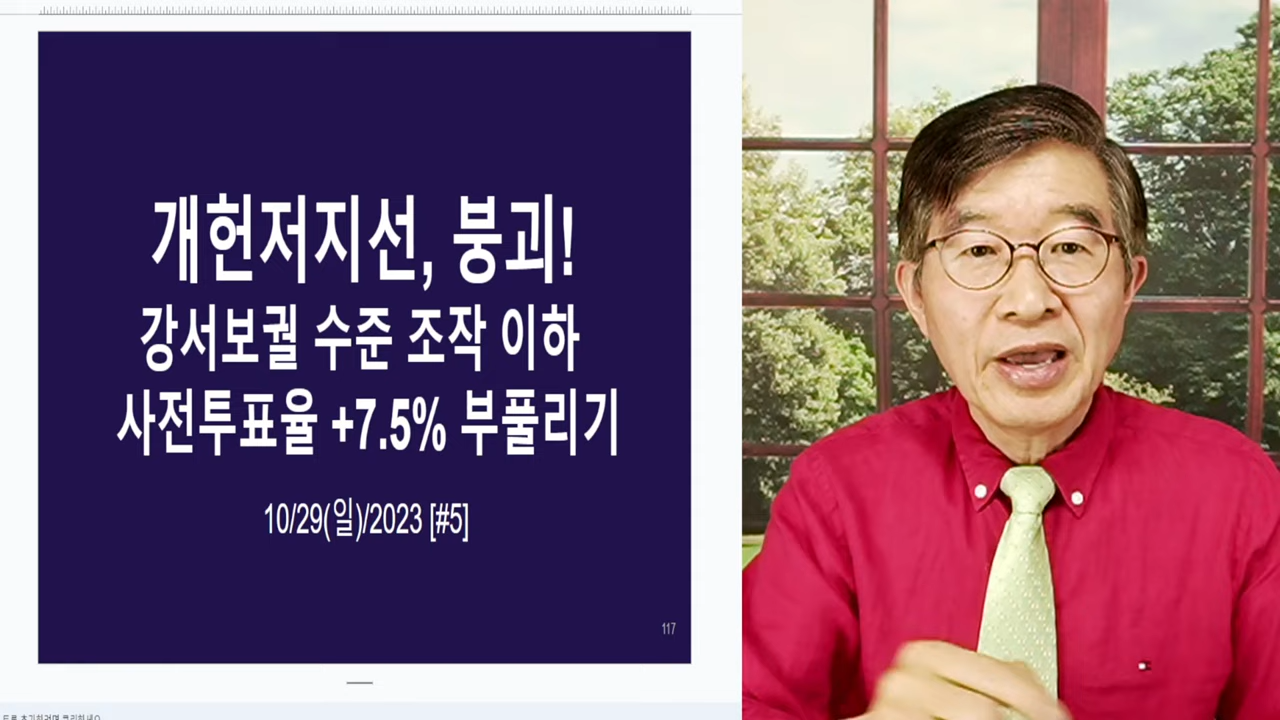 개헌저지선, 붕괴!
강서보궐 수준 조작 이하
사전투표율 +7.5% 부풀리기
10/29(일)/2023 [#5]
117